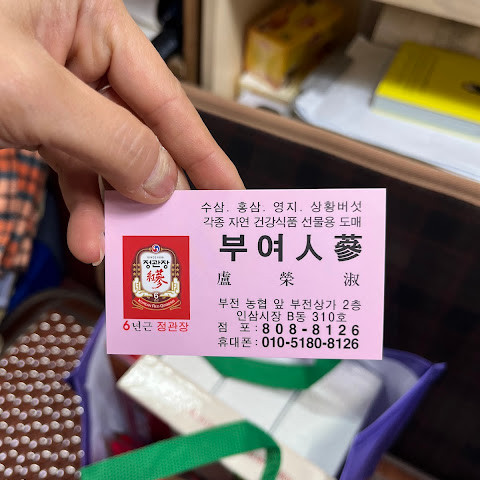 수삼. 홍삼. 영지. 상황버섯
각종 자연 건강식품 선물용 도매
부여人蔘
盧 榮 淑
부전 농협 앞 부전상가 2층
인삼시장 B동 310호
점 포 : 808-8126
휴대폰 : 010-5180-8126
정관장
6년근 정관장